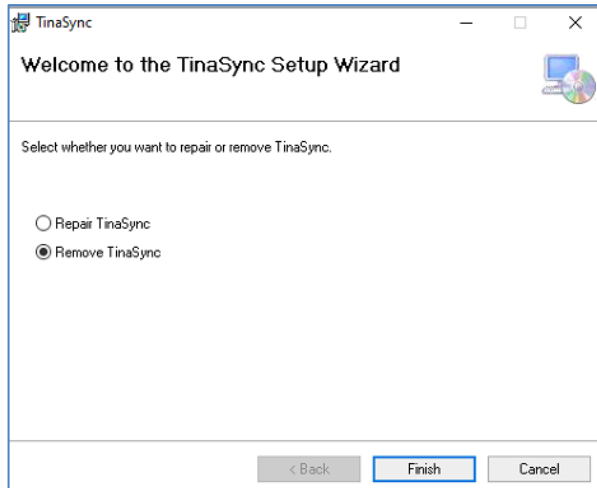 TinaSync
Welcome to the TinaSync Setup Wizard
Select whether you want to repair or remove TinaSync.
Repair TinaSync
Remove TinaSync
< Back
Finish
Cancel